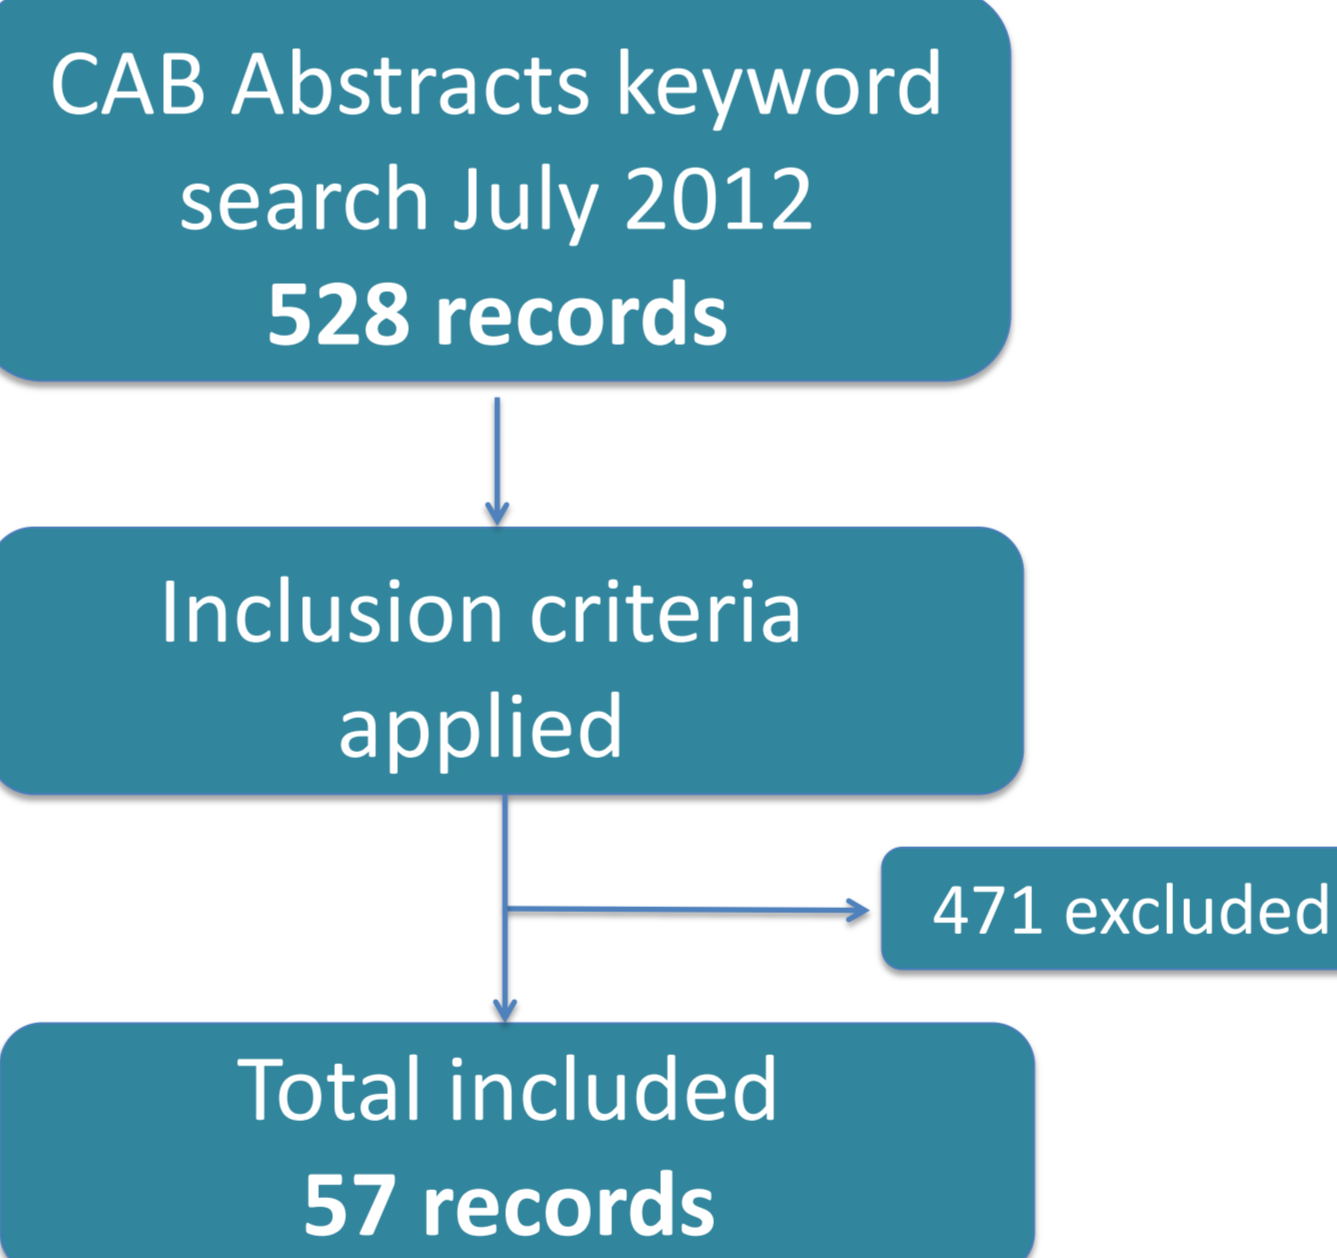 CAB Abstracts keyword
search July 2012
528 records
Inclusion criteria
applied
471 excluded
Total included
57 records